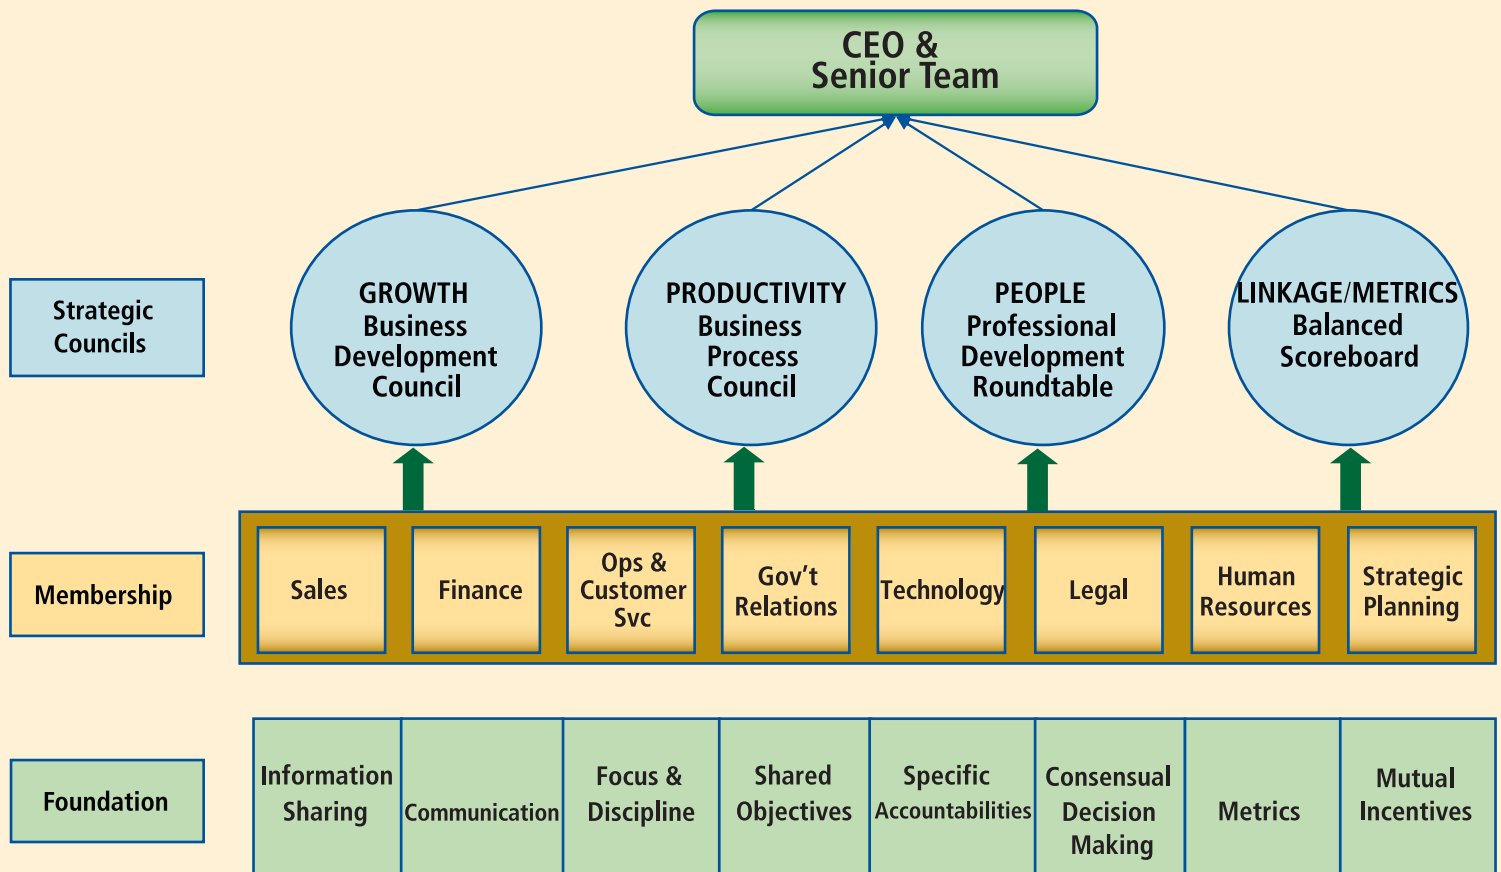 CEO &
Senior Team
Strategic
Councils
GROWTH
Business
Development
Council
PRODUCTIVITY
Business
Process
Council
PEOPLE
Professional
Development
Roundtable
LINKAGE/METRICS
Balanced
Scoreboard
Membership
Sales
Finance
Ops &
Customer
Svc
Gov't
Relations
Technology
Legal
Human
Resources
Strategic
Planning
Foundation
Information
Sharing
Communication
Focus &
Discipline
Shared
Objectives
Specific
Accountabilities
Consensual
Decision
Making
Metrics
Mutual
Incentives